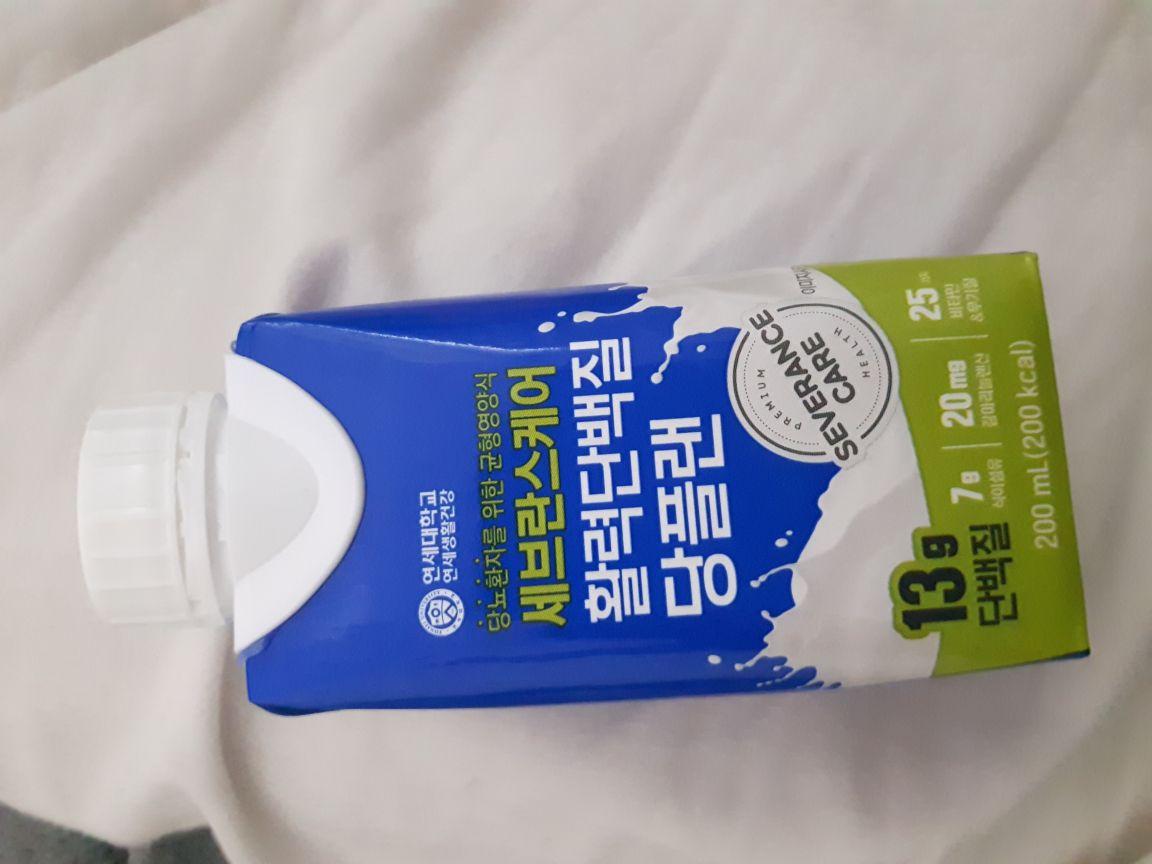 연세대학교
연세생활건강
당뇨환자를 위한 균형영양식
세브란스케어
활력단백질
당플랜
PREMIUM
SEVERANCE
CARE
HEALTH
13g
단백질
7g
식이섬유
20mg
감마리놀렌산
25
비타민
&무기질
200 mL(200 kcal)